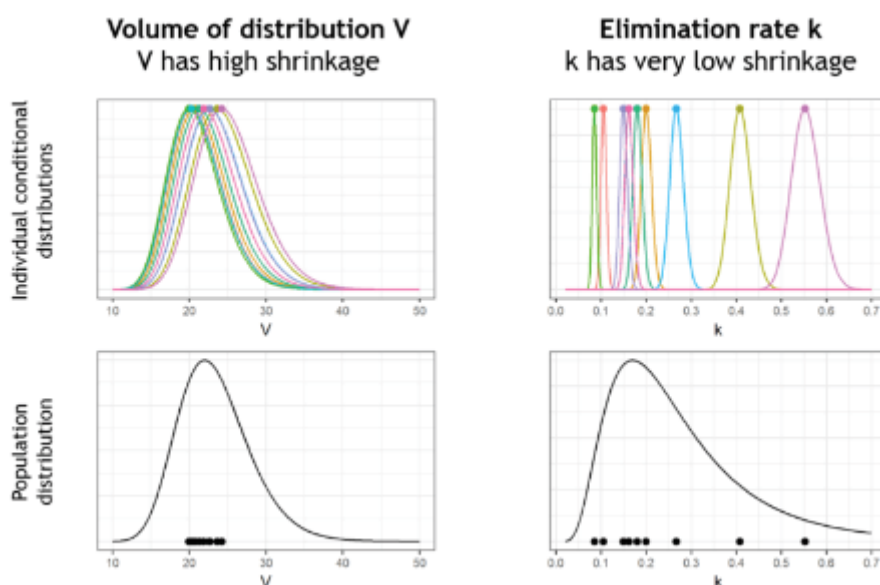 Volume of distribution V
V has high shrinkage
Elimination rate k
k has very low shrinkage
Individual conditional
distributions
10 20 30 40 50
V
0.0 0.1 0.2 0.3 0.4 0.5 0.6 0.7
k
Population
distribution
10 20 30 40 50
V
0.0 0.1 0.2 0.3 0.4 0.5 0.6 0.7
k